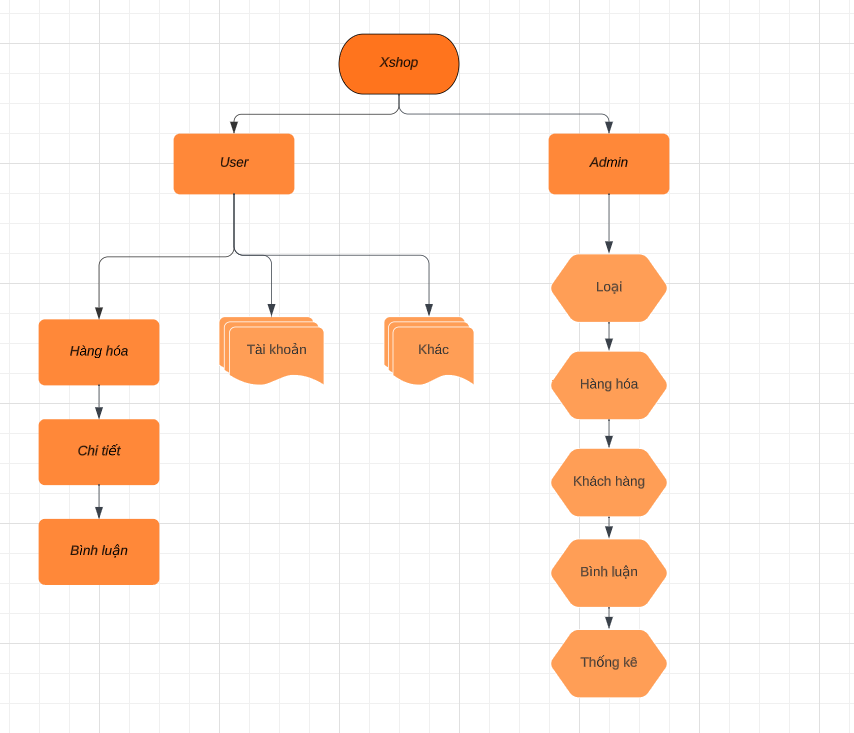 Xshop
User
Admin
Loại
Hàng hóa
Tài khoản
Khác
Hàng hóa
Chi tiết
Khách hàng
Bình luận
Bình luận
Thống kê